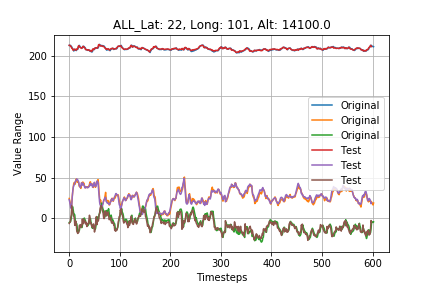 ALL_Lat: 22, Long: 101, Alt: 14100.0
200
150
100
50
0
Value Range
Original
Original
Original
Test
Test
Test
0 100 200 300 400 500 600
Timesteps